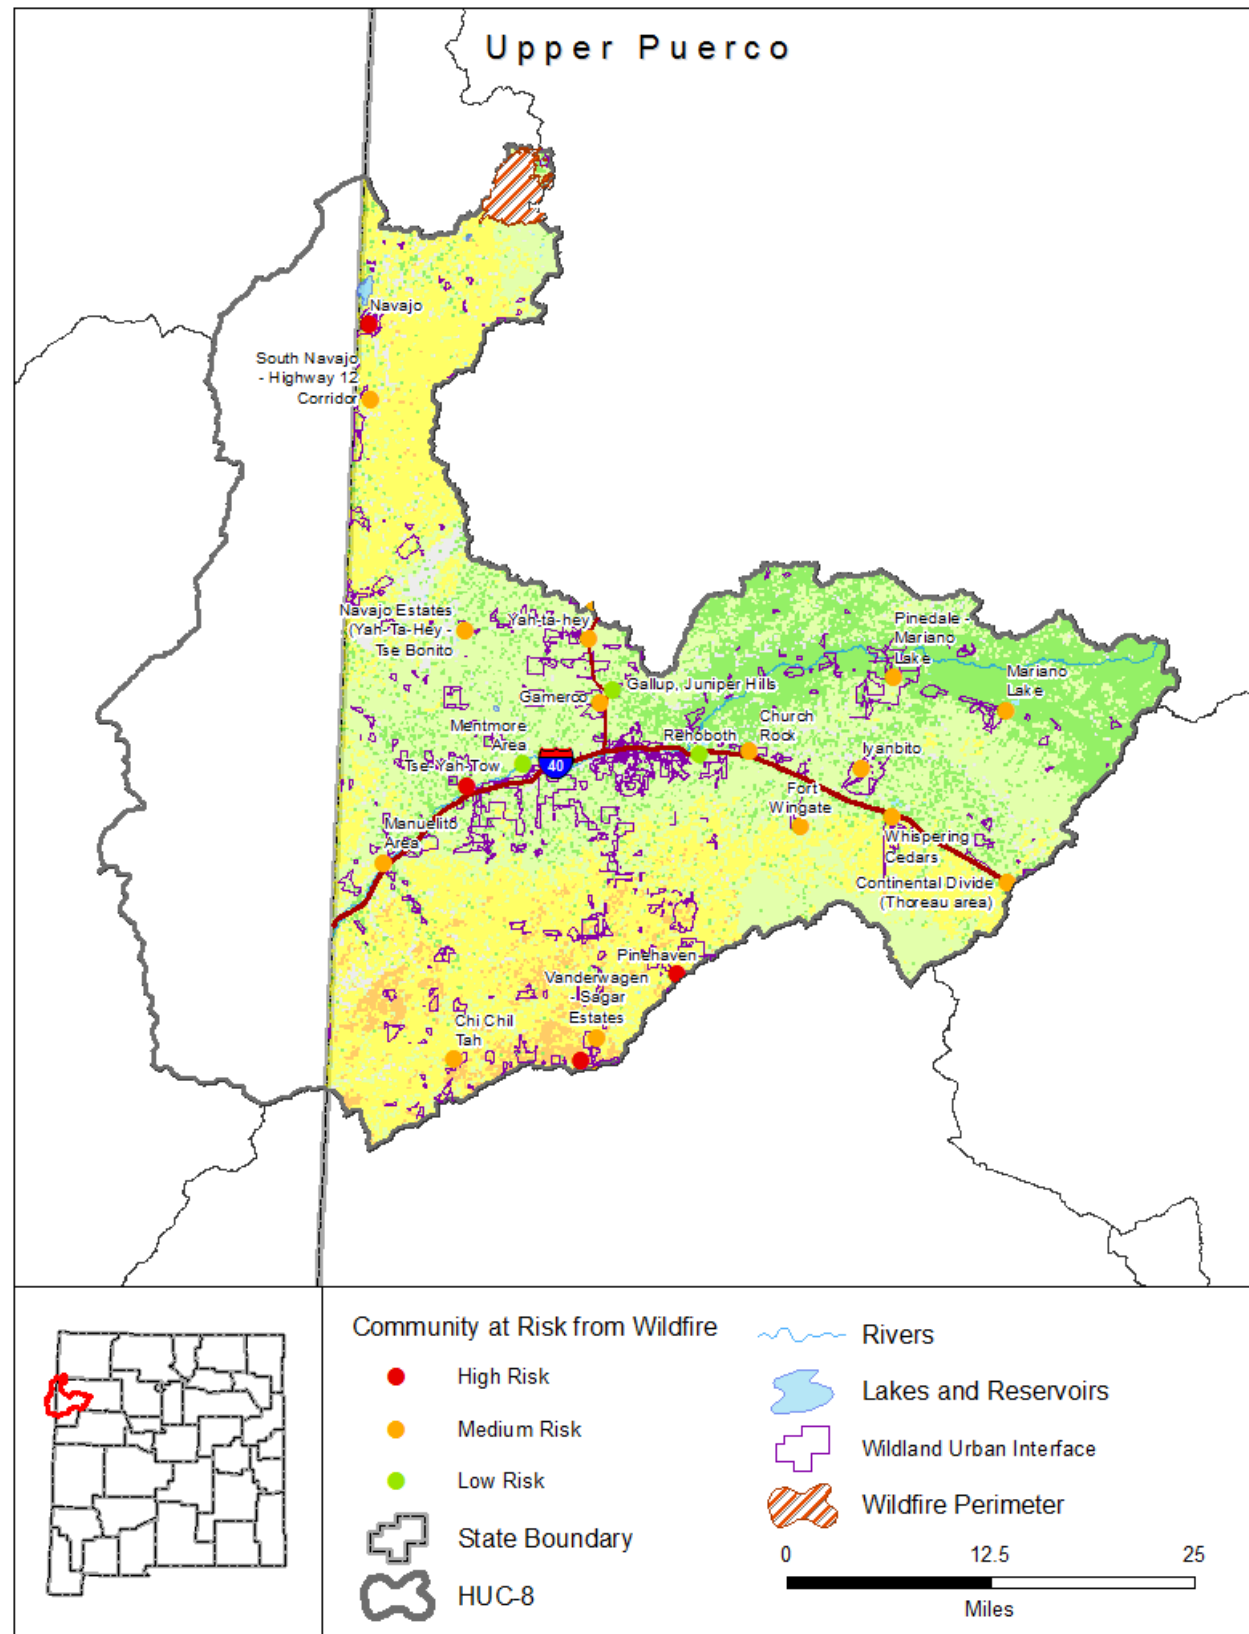 Upper Puerco
Navajo
South Navajo
- Highway 12
Corridor
Navajo Estates
(Yah-Ta-Hey -
Tse Bonito
Yah-ta-hey
Pinedale -
Mariano
Lake
Mariano
Lake
Gallup, Juniper Hills
Gamerco
Mentmore
Area
Rehoboth
Church
Rock
Tse-Yah-Tow
40
Iyanbito
Fort
Wingate
Manuelito
Area
Whispering
Cedars
Continental Divide
(Thoreau area)
Pinehaven
Vanderwagen
- Sagar
Estates
Chi Chil
Tah
Community at Risk from Wildfire
High Risk
Medium Risk
Low Risk
State Boundary
HUC-8
Rivers
Lakes and Reservoirs
Wildland Urban Interface
Wildfire Perimeter
0 12.5 25
Miles